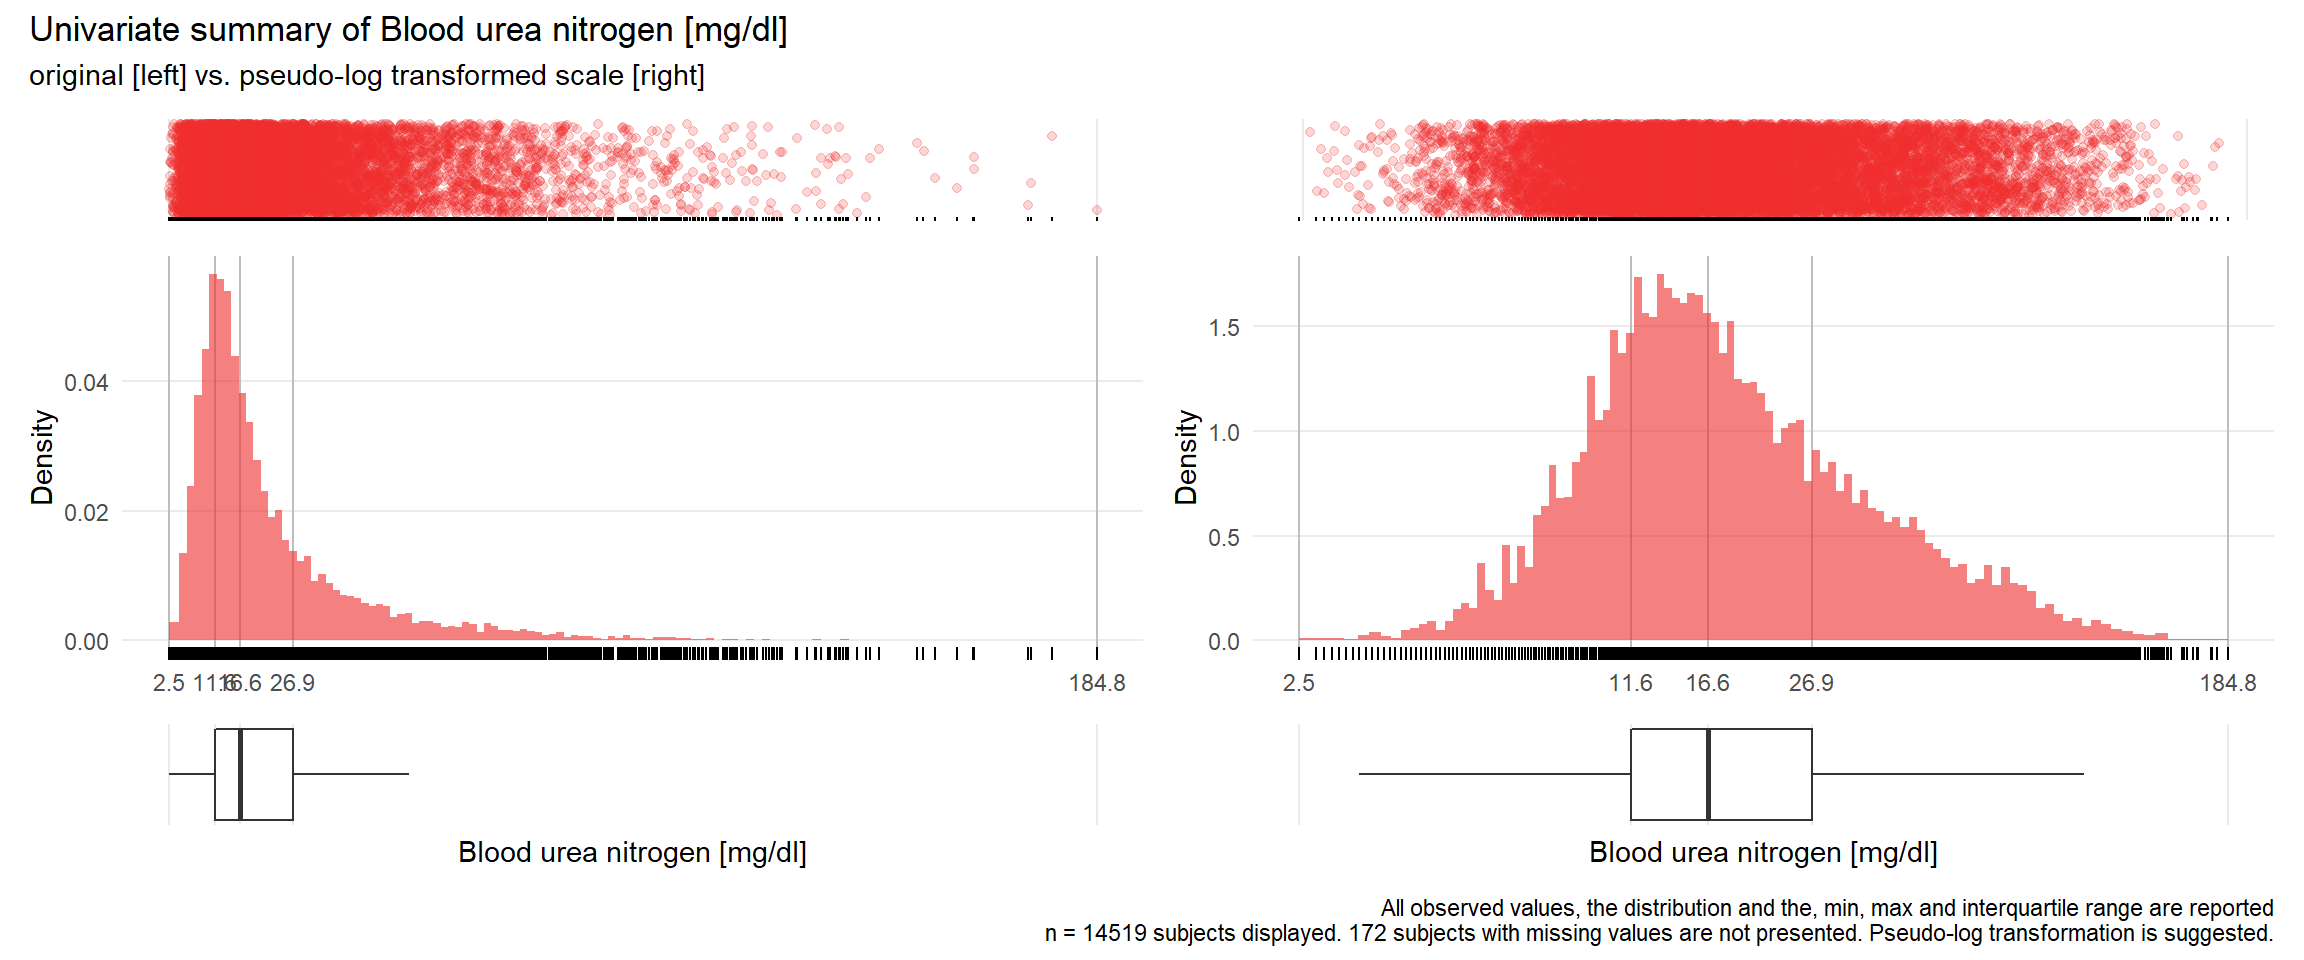 Univariate summary of Blood urea nitrogen [mg/dl]
original [left] vs. pseudo-log transformed scale [right]
Density
0.04
0.02
0.00
2.5 11.6 16.6 26.9 184.8
Blood urea nitrogen [mg/dl]
Density
1.5
1.0
0.5
0.0
2.5 11.6 16.6 26.9 184.8
Blood urea nitrogen [mg/dl]
All observed values, the distribution and the, min, max and interquartile range are reported
n = 14519 subjects displayed. 172 subjects with missing values are not presented. Pseudo-log transformation is suggested.